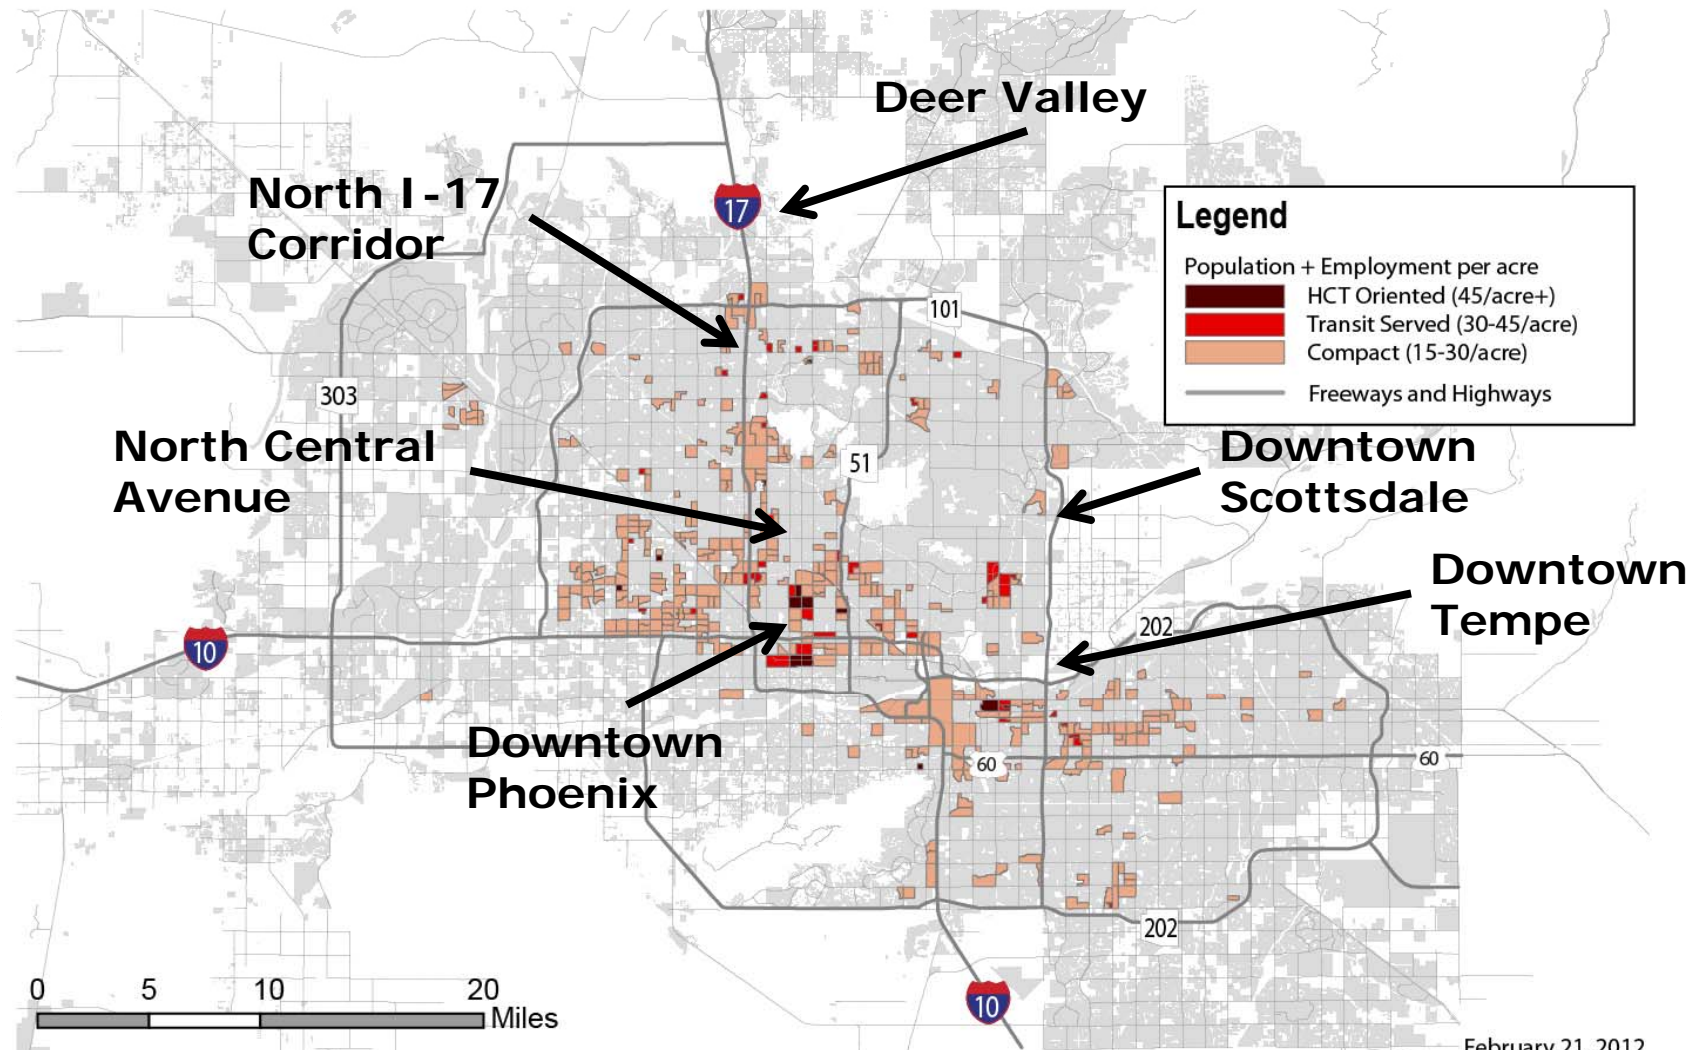 Deer Valley
North I-17
Corridor
17
Legend
Population + Employment per acre
HCT Oriented (45/acre+)
Transit Served (30-45/acre)
Compact (15-30/acre)
Freeways and Highways
101
303
North Central
Avenue
51
Downtown
Scottsdale
Downtown
Tempe
202
10
Downtown
Phoenix
60
60
202
10
0 5 10 20
Miles
February 21, 2012